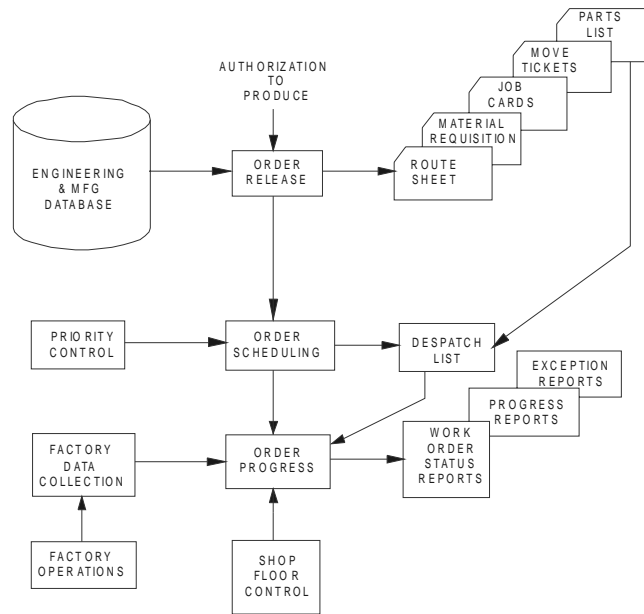 PARTS
LIST
MOVE
TICKETS
JOB
CARDS
MATERIAL
REQUISITION
ROUTE
SHEET
AUTHORIZATION
TO
PRODUCE
ENGINEERING
& MFG
DATABASE
ORDER
RELEASE
PRIORITY
CONTROL
ORDER
SCHEDULING
DESPATCH
LIST
EXCEPTION
REPORTS
PROGRESS
REPORTS
WORK
ORDER
STATUS
REPORTS
FACTORY
DATA
COLLECTION
ORDER
PROGRESS
FACTORY
OPERATIONS
SHOP
FLOOR
CONTROL